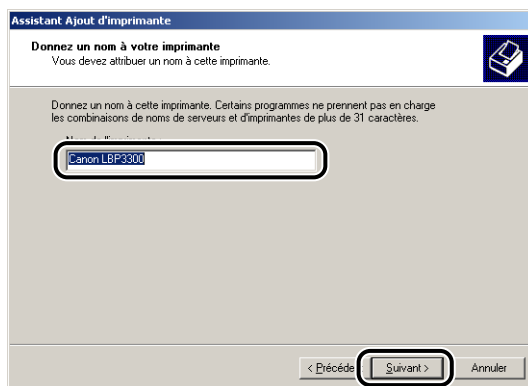 Assistant Ajout d'imprimante
Donnez un nom à votre imprimante
Vous devez attribuer un nom à cette imprimante.
Donnez un nom à cette imprimante. Certains programmes ne prennent pas en charge
les combinaisons de noms de serveurs et d'imprimantes de plus de 31 caractères.
Canon LBP3300
< Précéde
Suivant >
Annuler